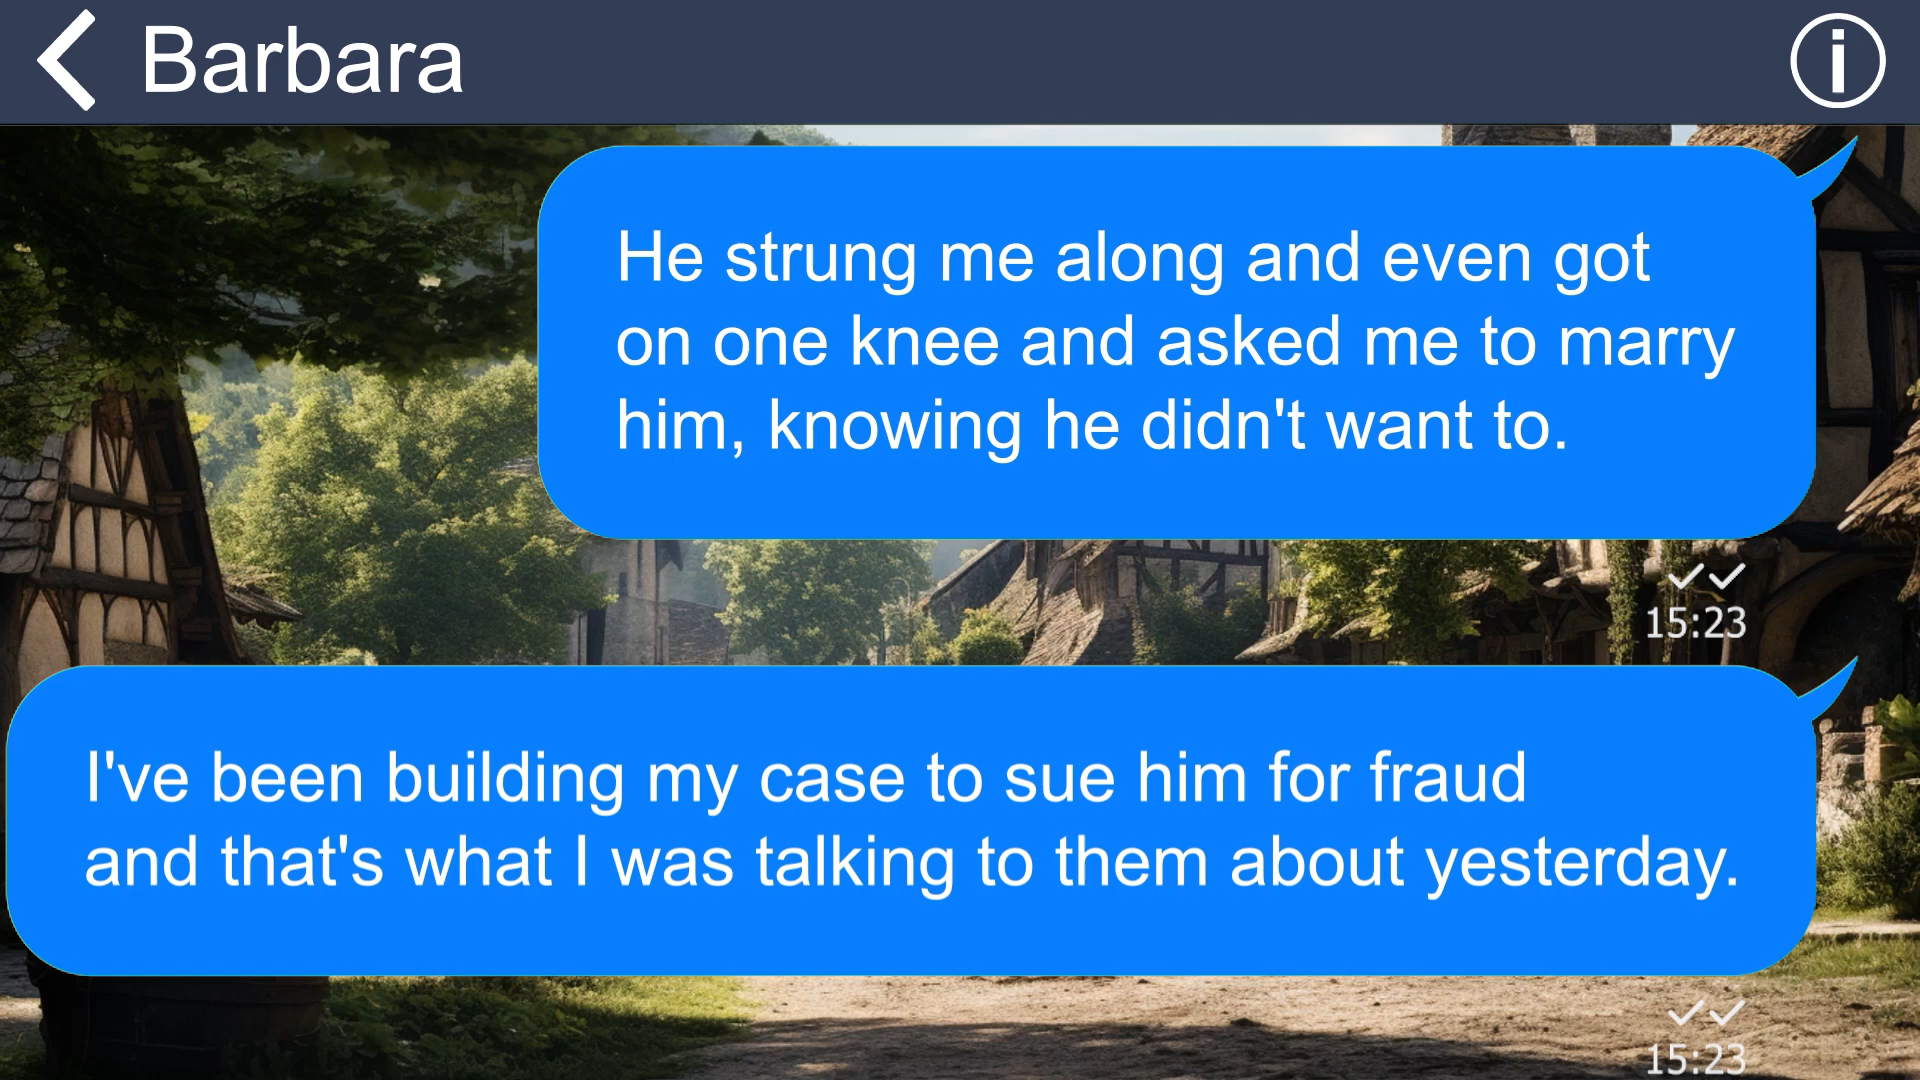 Barbara
He strung me along and even got
on one knee and asked me to marry
him, knowing he didn't want to.
15:23
I've been building my case to sue him for fraud
and that's what I was talking to them about yesterday.
15:23